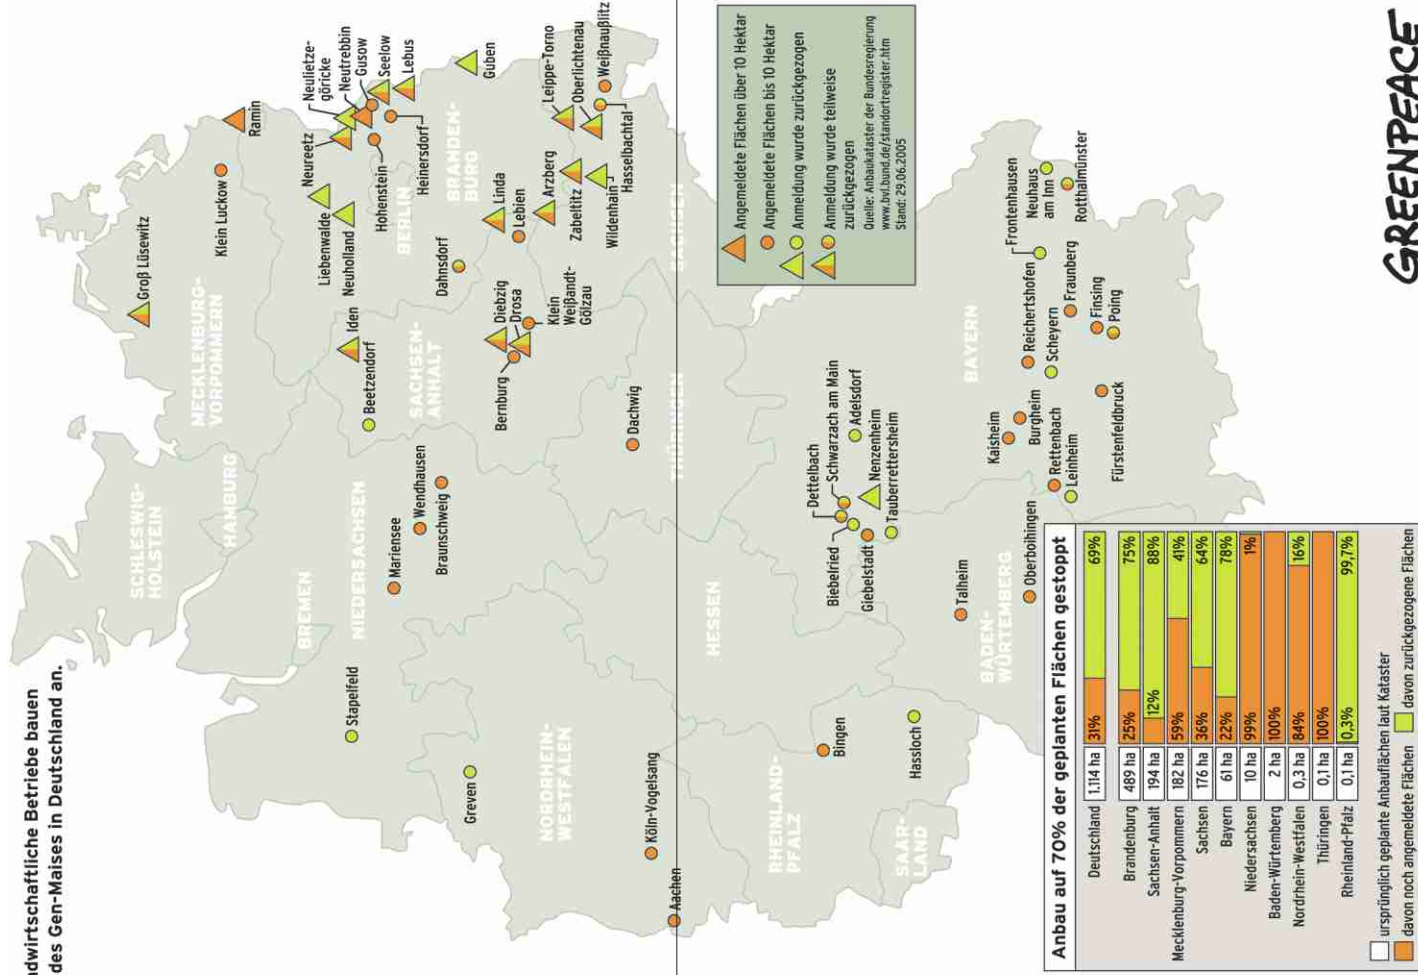 dwirtschaftliche Betriebe bauen
des Gen-Maises in Deutschland an.
SCHLESWIG-
HOLSTEIN
HAMBURG
MECKLENBURG-
VORPOMMERN
Groß Lüsewitz
Klein Luckow
Ramin
BREMEN
NIEDERSACHSEN
Stapelfeld
Mariensee
Wendhausen
Braunschweig
Beetzendorf
Iden
SACHSEN-
ANHALT
Liebenwalde
Neuholland
Neureetz
Neulietze-
göricke
Neutrebbin
Gusow
Seelow
Lebus
Hohenstein
Heinersdorf
BERLIN
BRANDEN-
BURG
Guben
Dahnsdorf
Bernburg
Diebzig
Drosa
Klein
Weißandt-
Gölzau
Linda
Lebien
Arzberg
Zabeltitz
Wildenhain
Leippe-Torno
Oberlichtenau
Weißnaußlitz
Hasselbachtal
Greven
NORDRHEIN-
WESTFALEN
Köln-Vogelsang
Aachen
HESSEN
Dachwig
THÜRINGEN
SACHSEN
RHEINLAND-
PFALZ
Bingen
Hassloch
SAAR-
LAND
Biebelried
Dettelbach
Schwarzach am Main
Adelsdorf
Nenzenheim
Giebelstadt
Tauberrettersheim
BADEN-
WÜRTEMBERG
Talheim
Oberboihingen
BAYERN
Kaisheim
Burgheim
Rettenbach
Leinheim
Reichertshofen
Scheyern
Fürstenfeldbruck
Fraunberg
Finsing
Poing
Frontenhausen
Neuhaus
am Inn
Rotthalmünster
Angemeldete Flächen über 10 Hektar
Angemeldete Flächen bis 10 Hektar
Anmeldung wurde zurückgezogen
Anmeldung wurde teilweise
zurückgezogen
Quelle: Anbaukataster der Bundesregierung
www.bvl.bund.de/standortregister.htm
Stand: 29.06.2005
Anbau auf 70% der geplanten Flächen gestoppt
Deutschland 1.114 ha 31% 69%
Brandenburg 489 ha 25% 75%
Sachsen-Anhalt 194 ha 12% 88%
Mecklenburg-Vorpommern 182 ha 59% 41%
Sachsen 176 ha 36% 64%
Bayern 61 ha 22% 78%
Niedersachsen 10 ha 99% 1%
Baden-Würtemberg 2 ha 100%
Nordrhein-Westfalen 0,3 ha 84% 16%
Thüringen 0,1 ha 100%
Rheinland-Pfalz 0,1 ha 0,3% 99,7%
ursprünglich geplante Anbauflächen laut Kataster
davon noch angemeldete Flächen davon zurückgezogene Flächen
GREENPEACE